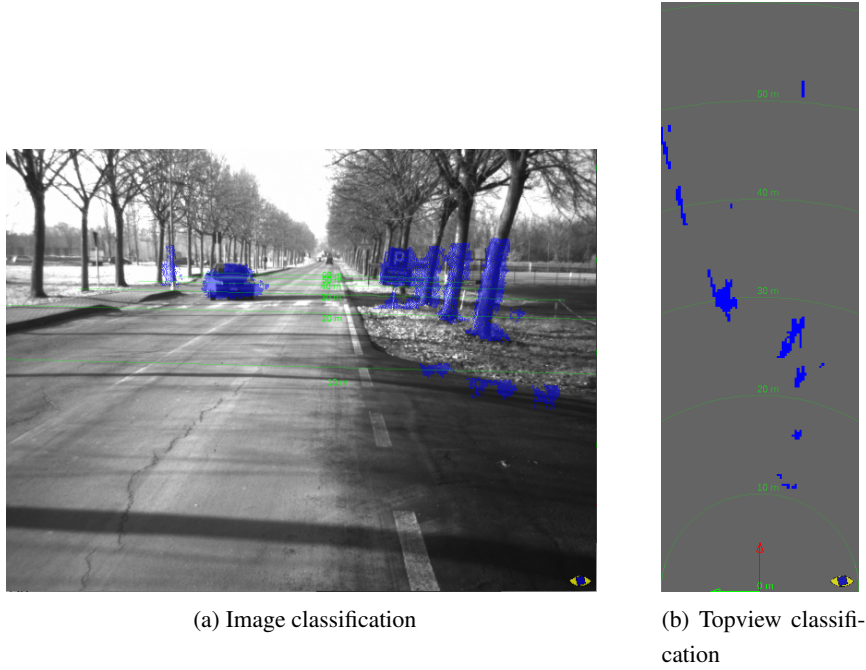 P
50 m
40 m
30 m
20 m
10 m
0 m
(a) Image classification
(b) Topview classifi-
cation